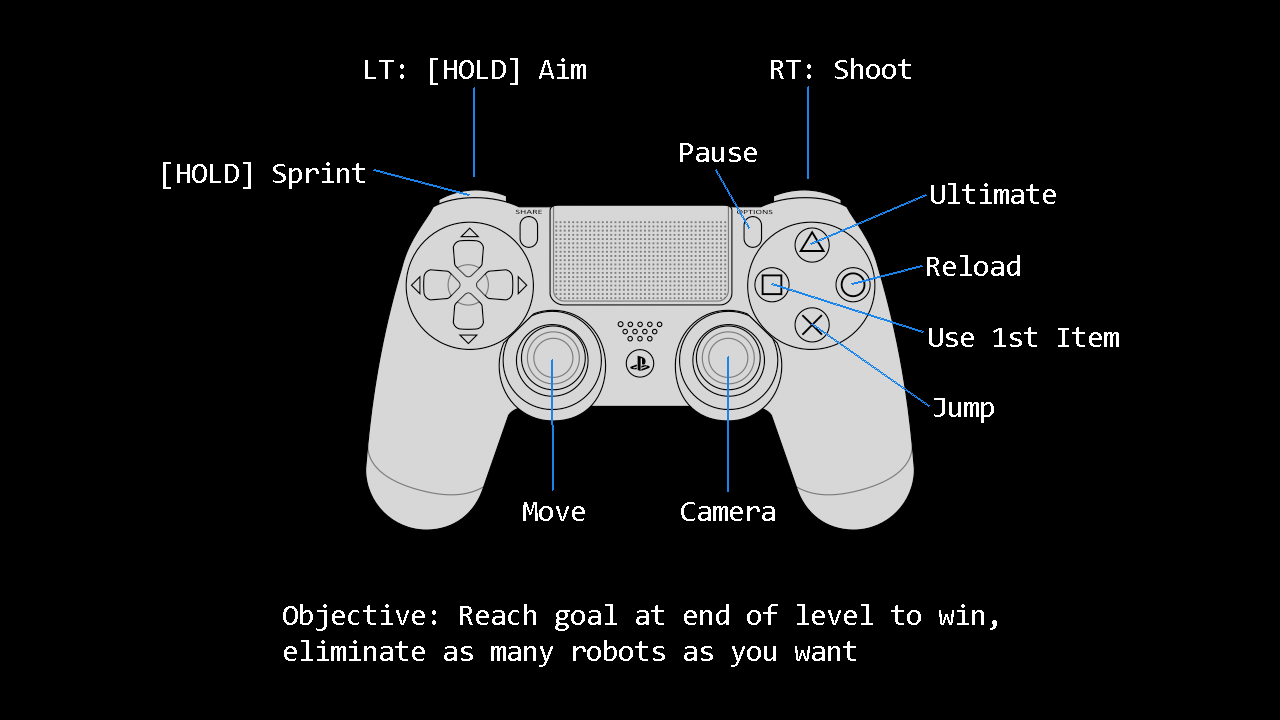 LT: [HOLD] Aim
RT: Shoot
Pause
[HOLD] Sprint
Ultimate
SHARE
OPTIONS
Reload
Use 1st Item
Jump
Move
Camera
Objective: Reach goal at end of level to win,
eliminate as many robots as you want